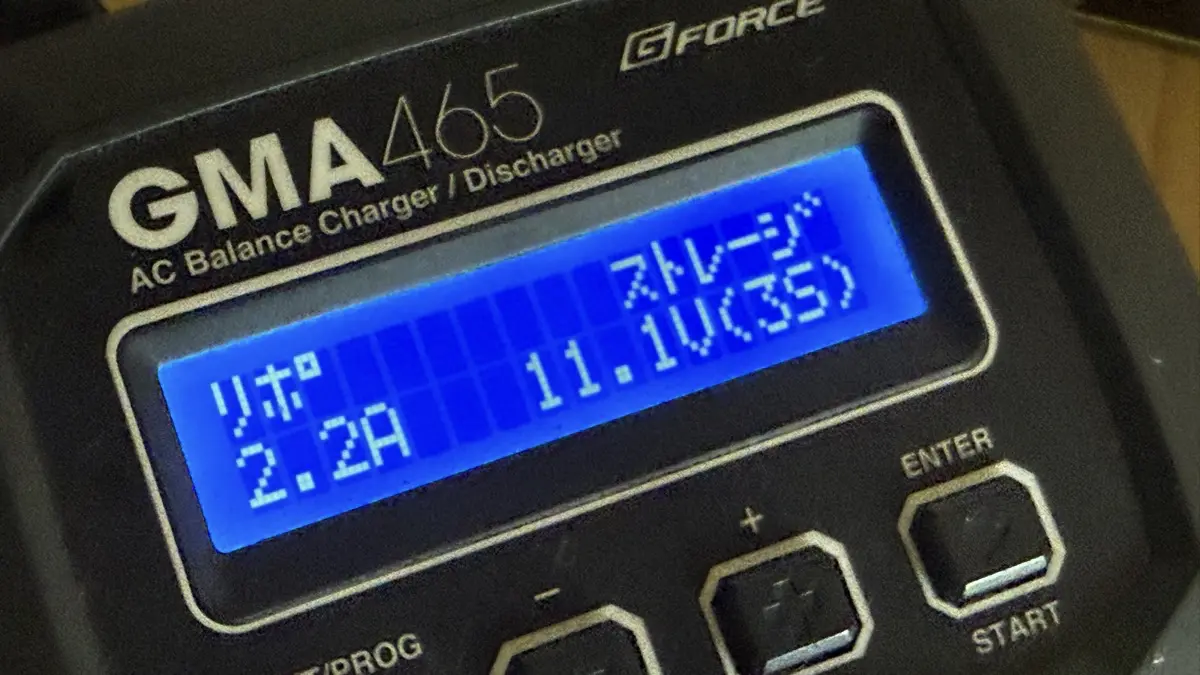 GFORCE
GMA465
AC Balance Charger / Discharger
リポ ストレージ
2.2A 11.1V(3S)
ENTER
+
-
T/PROG
START